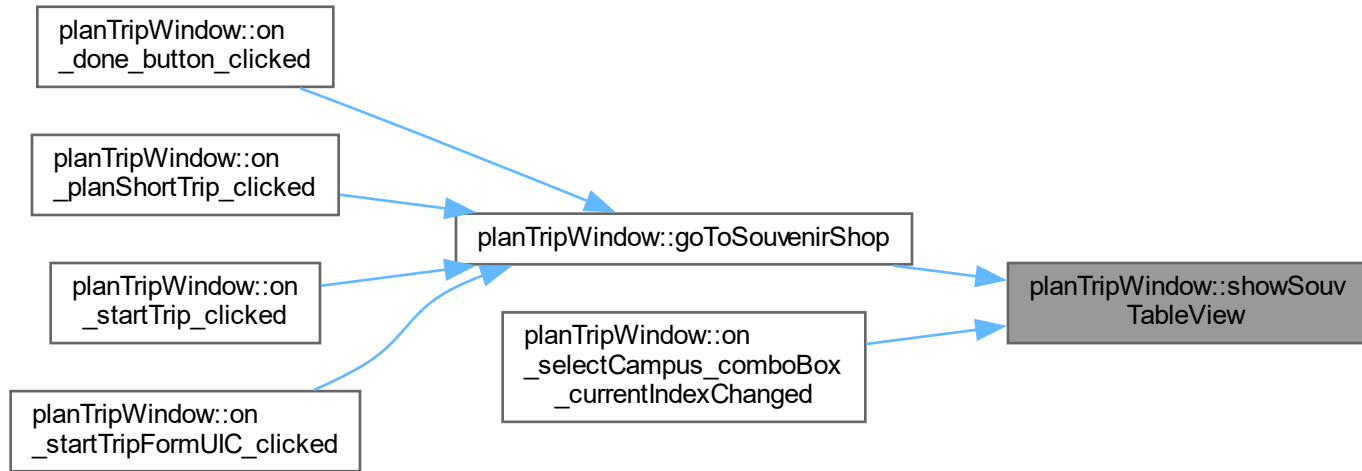 planTripWindow::on
_done_button_clicked
planTripWindow::on
_planShortTrip_clicked
planTripWindow::on
_startTrip_clicked
planTripWindow::on
_startTripFormUIC_clicked
planTripWindow::goToSouvenirShop
planTripWindow::on
_selectCampus_comboBox
_currentIndexChanged
planTripWindow::showSouv
TableView